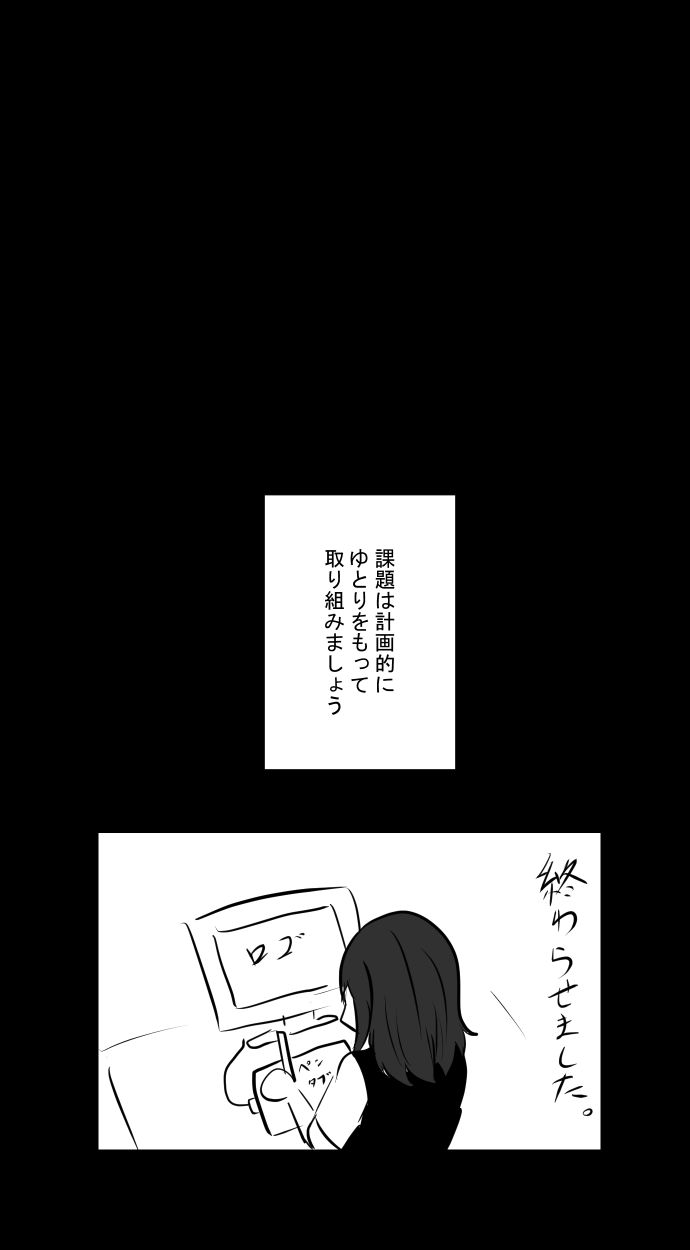 課題は計画的に
ゆとりをもって
取り組みましょう
終わらせました。
ロゴ
ペン
タブ